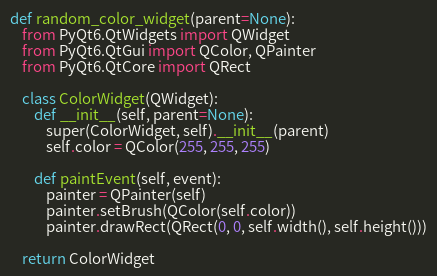 def random_color_widget(parent=None):
    from PyQt6.QtWidgets import QWidget
    from PyQt6.QtGui import QColor, QPainter
    from PyQt6.QtCore import QRect

    class ColorWidget(QWidget):
        def __init__(self, parent=None):
            super(ColorWidget, self).__init__(parent)
            self.color = QColor(255, 255, 255)

        def paintEvent(self, event):
            painter = QPainter(self)
            painter.setBrush(QColor(self.color))
            painter.drawRect(QRect(0, 0, self.width(), self.height()))

    return ColorWidget